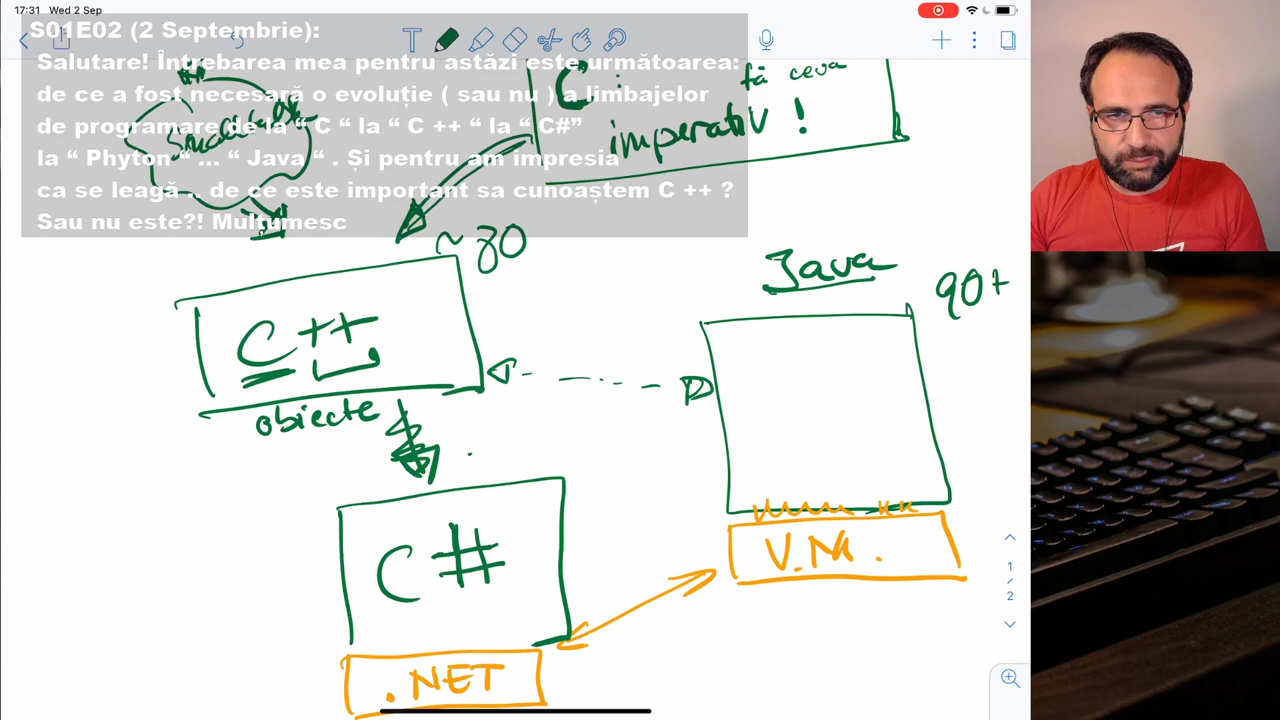 17:31 Wed 2 Sep
S01E02 (2 Septembrie):
Salutare! Întrebarea mea pentru astăzi este următoarea:
de ce a fost necesară o evoluție ( sau nu ) a limbajelor
de programare de la “ C “ la “ C ++ “ la “ C#”
la “ Phyton “ ... “ Java “ . Și pentru am impresia
ca se leagă .. de ce este important sa cunoaștem C ++ ?
Sau nu este?! Mulțumesc
T
C : fă ceva
imperativ !
~ 80
Java
90+
C++
obiecte
C#
V.M.
.NET
1
/
2